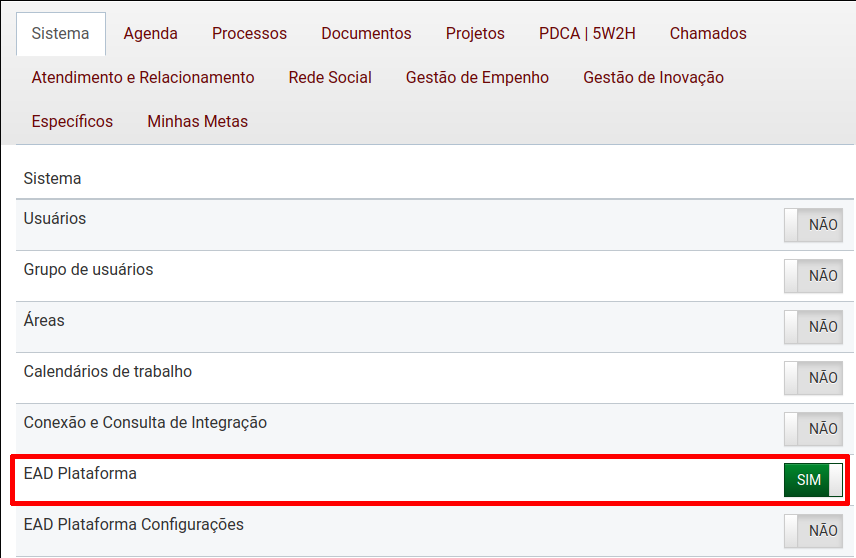 Sistema Agenda Processos Documentos Projetos PDCA | 5W2H Chamados
Atendimento e Relacionamento Rede Social Gestão de Empenho Gestão de Inovação
Específicos Minhas Metas
Sistema
Usuários NÃO
Grupo de usuários NÃO
Áreas NÃO
Calendários de trabalho NÃO
Conexão e Consulta de Integração NÃO
EAD Plataforma SIM
EAD Plataforma Configurações NÃO